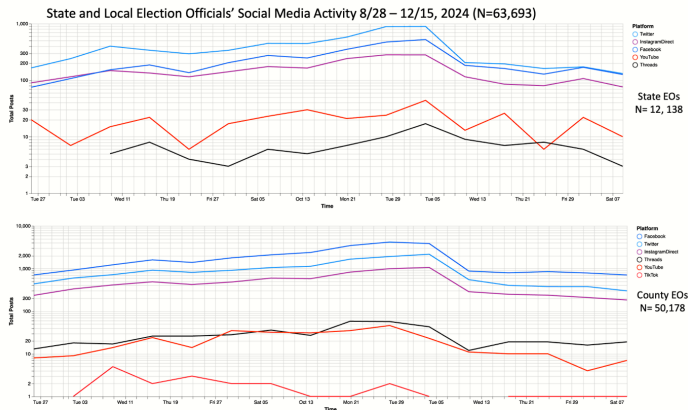 State and Local Election Officials' Social Media Activity 8/28 – 12/15, 2024 (N=63,693)
Platform
Twitter
InstagramDirect
Facebook
YouTube
Threads
State EOs
N= 12, 138
Total Posts
1,000
500
300
200
100
50
30
20
10
5
3
2
1
Tue 27 Tue 03 Wed 11 Thu 19 Fri 27 Sat 05 Oct 13 Mon 21 Tue 29 Tue 05 Wed 13 Thu 21 Fri 29 Sat 07
Time
Platform
Facebook
Twitter
InstagramDirect
Threads
YouTube
TikTok
County EOs
N= 50,178
Total Posts
10,000
5,000
2,000
1,000
500
200
100
50
20
10
5
2
1
Tue 27 Tue 03 Wed 11 Thu 19 Fri 27 Sat 05 Oct 13 Mon 21 Tue 29 Tue 05 Wed 13 Thu 21 Fri 29 Sat 07
Time